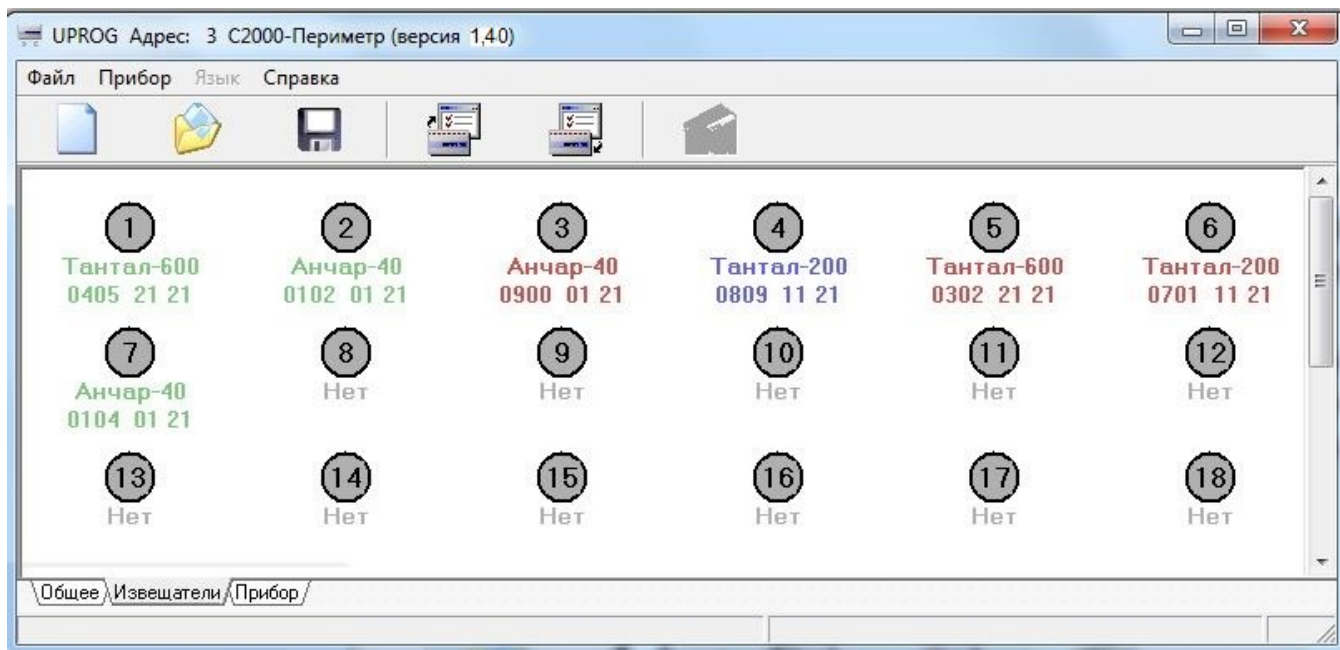 UPROG Адрес: 3 С2000-Периметр (версия 1,40)
Файл Прибор Язык Справка
1 2 3 4 5 6
Тантал-600 Анчар-40 Анчар-40 Тантал-200 Тантал-600 Тантал-200
0405 21 21 0102 01 21 0900 01 21 0809 11 21 0302 21 21 0701 11 21
7 8 9 10 11 12
Анчар-40 Нет Нет Нет Нет Нет
0104 01 21
13 14 15 16 17 18
Нет Нет Нет Нет Нет Нет
Общее Извещатели Прибор